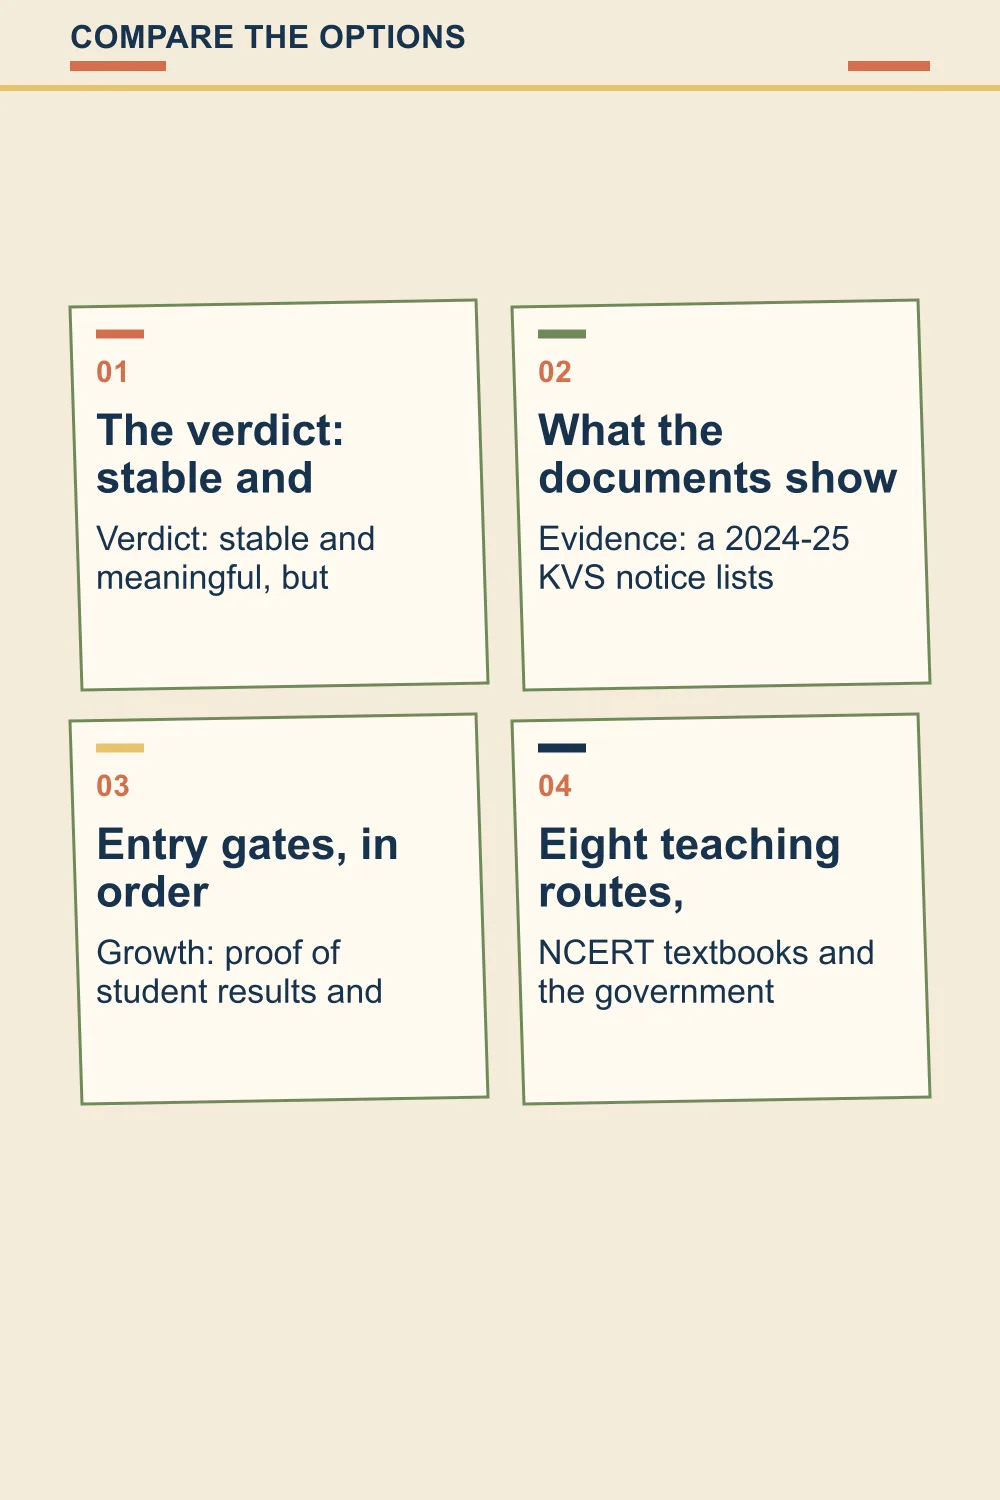 COMPARE THE OPTIONS
01
The verdict:
stable and
Verdict: stable and
meaningful, but
02
What the
documents show
Evidence: a 2024-25
KVS notice lists
03
Entry gates, in
order
Growth: proof of
student results and
04
Eight teaching
routes,
NCERT textbooks and
the government